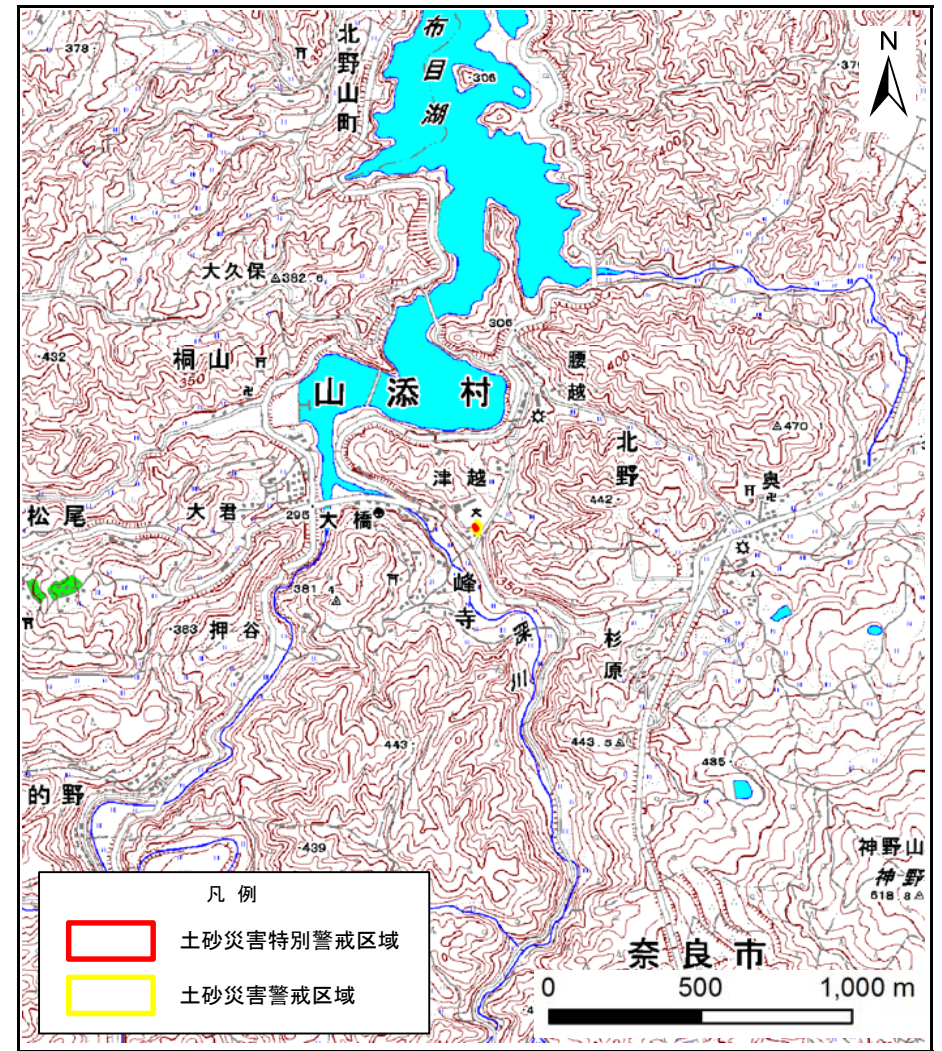 378
北野山町
350
布目湖
306
N
400
大久保
382.6
306
350
400
432
桐山
350
山添村
腰越
470.1
北野
津越
442
奥
松尾
大君
295
大橋
文
381.4
峰寺
383
押谷
杉原
川
443
443.5
485
的野
439
神野山
神野
618.8
凡 例
土砂災害特別警戒区域
土砂災害警戒区域
奈良市
0 500 1,000 m